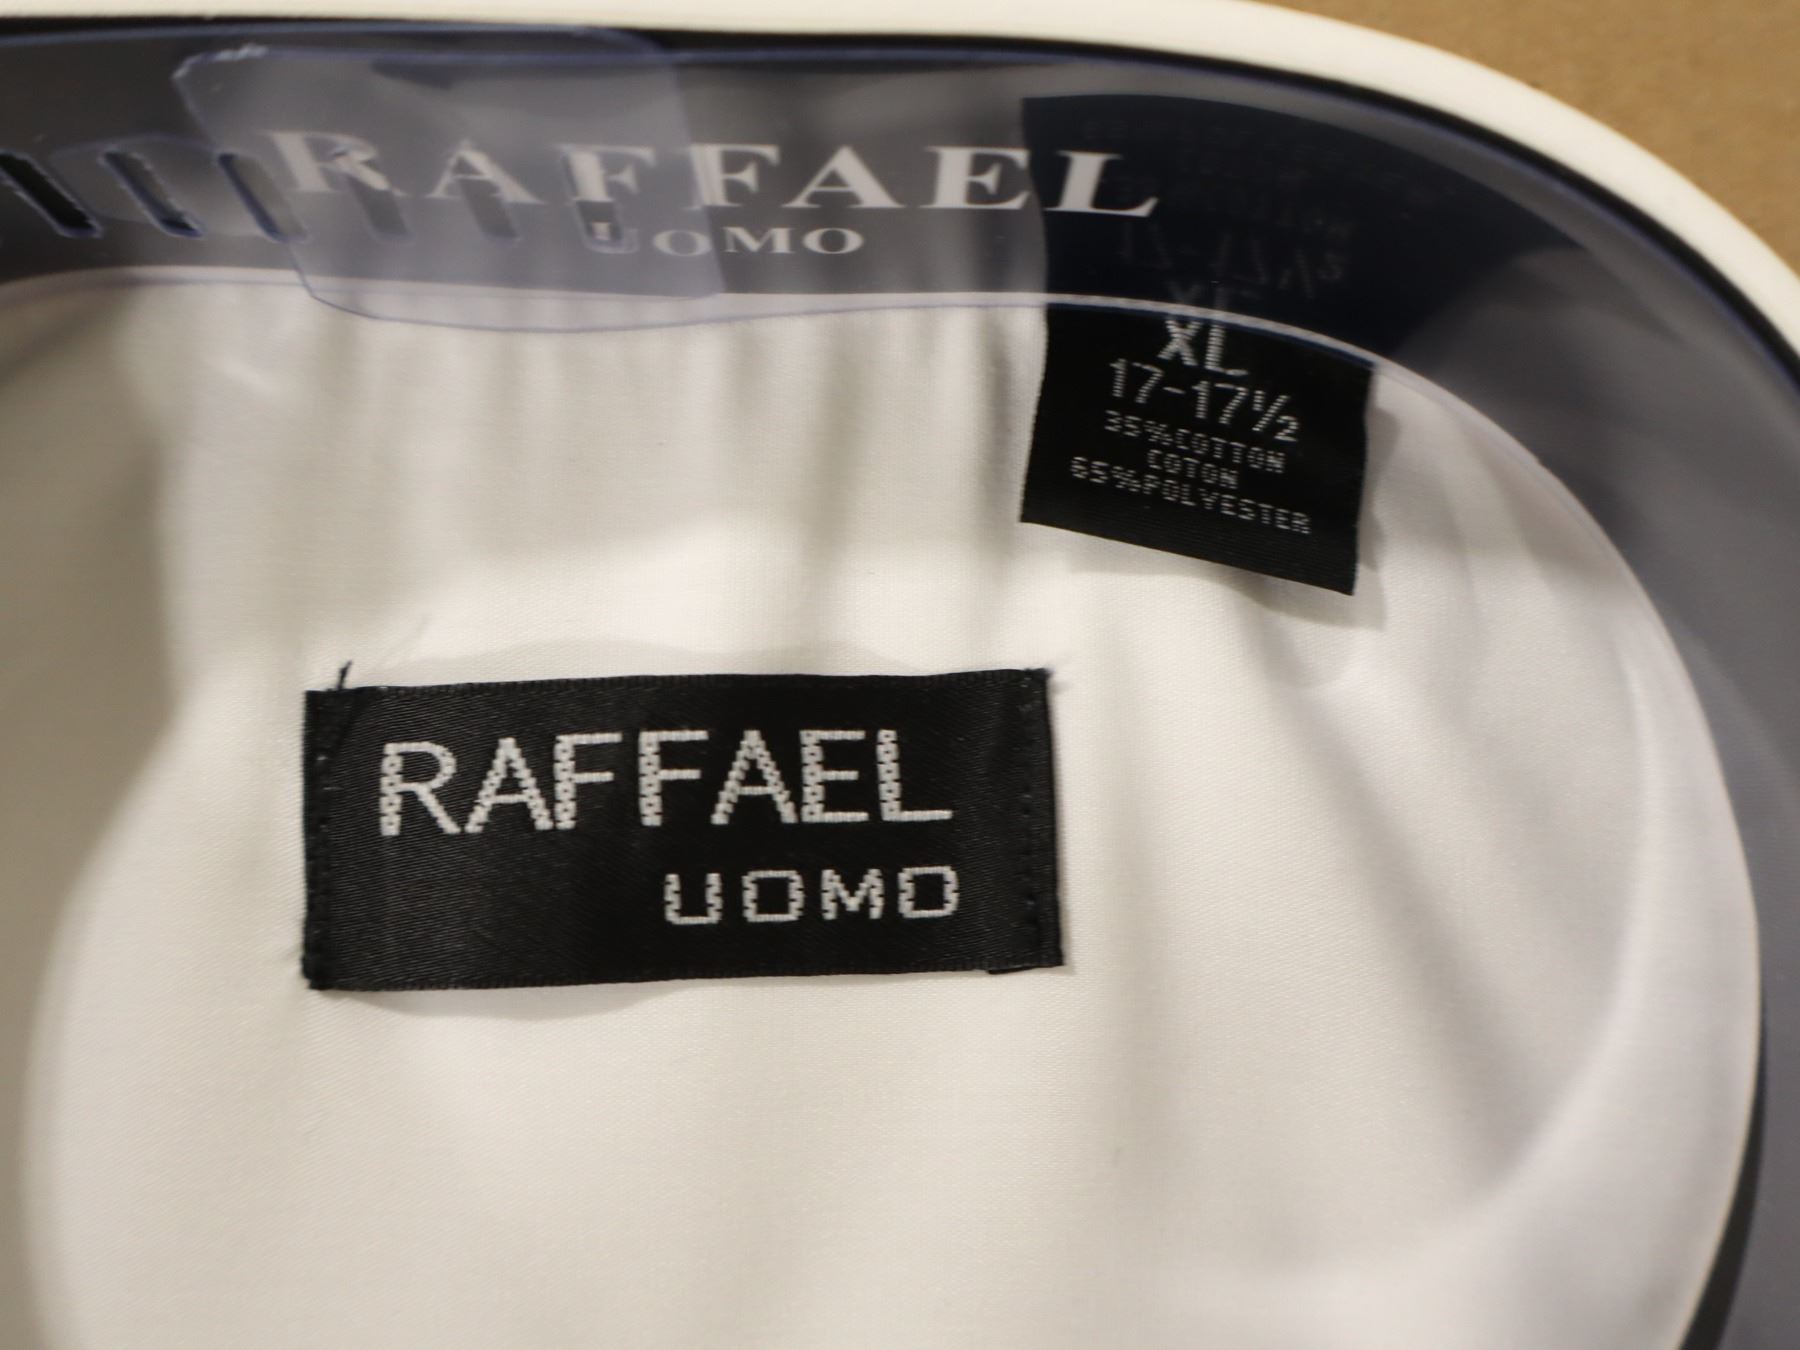 RAFFAEL
UOMO
XL
17-17½
35%COTTON
COTON
65%POLYESTER
RAFFAEL
UOMO